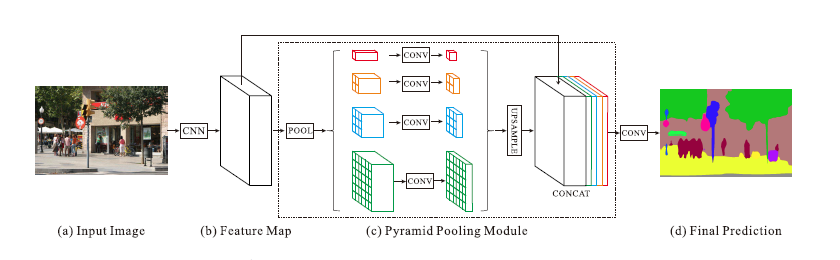 CNN
POOL
CONV
CONV
CONV
CONV
UPSAMPLE
CONCAT
CONV
(a) Input Image
(b) Feature Map
(c) Pyramid Pooling Module
(d) Final Prediction